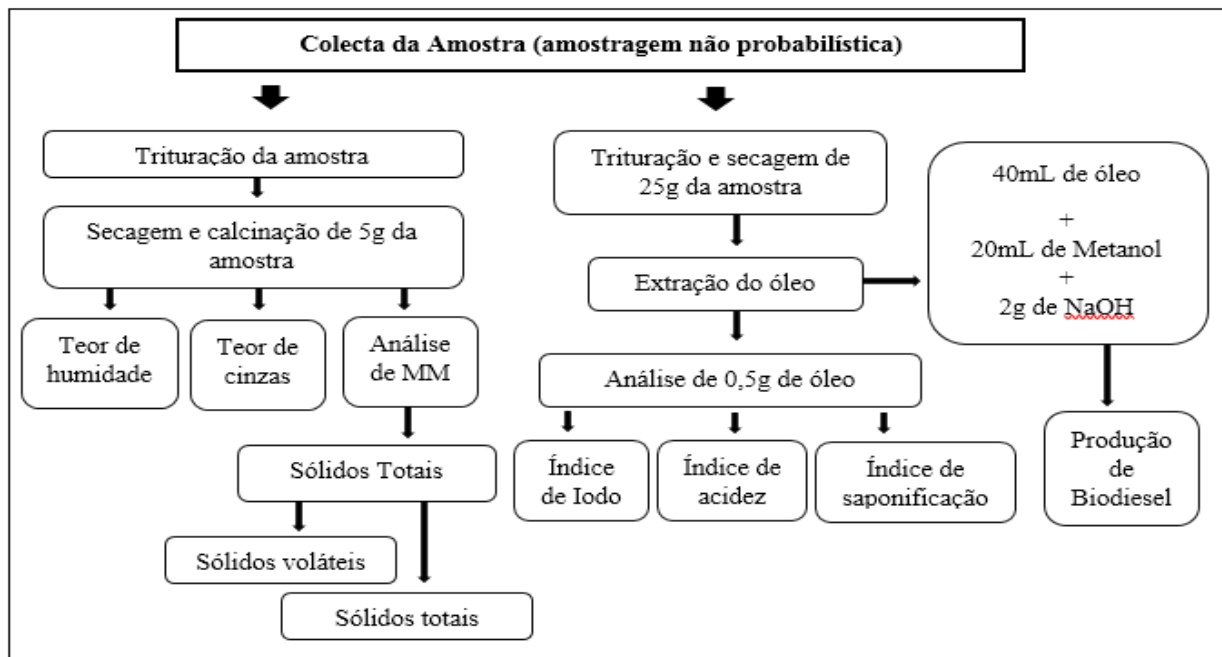 Colecta da Amostra (amostragem não probabilística)
Trituração da amostra
Secagem e calcinação de 5g da
amostra
Teor de
humidade
Teor de
cinzas
Análise
de MM
Sólidos Totais
Sólidos voláteis
Sólidos totais
Trituração e secagem de
25g da amostra
Extração do óleo
Análise de 0,5g de óleo
Índice
de Iodo
Índice de
acidez
Índice de
saponificação
40mL de óleo
+
20mL de Metanol
+
2g de NaOH
Produção
de
Biodiesel